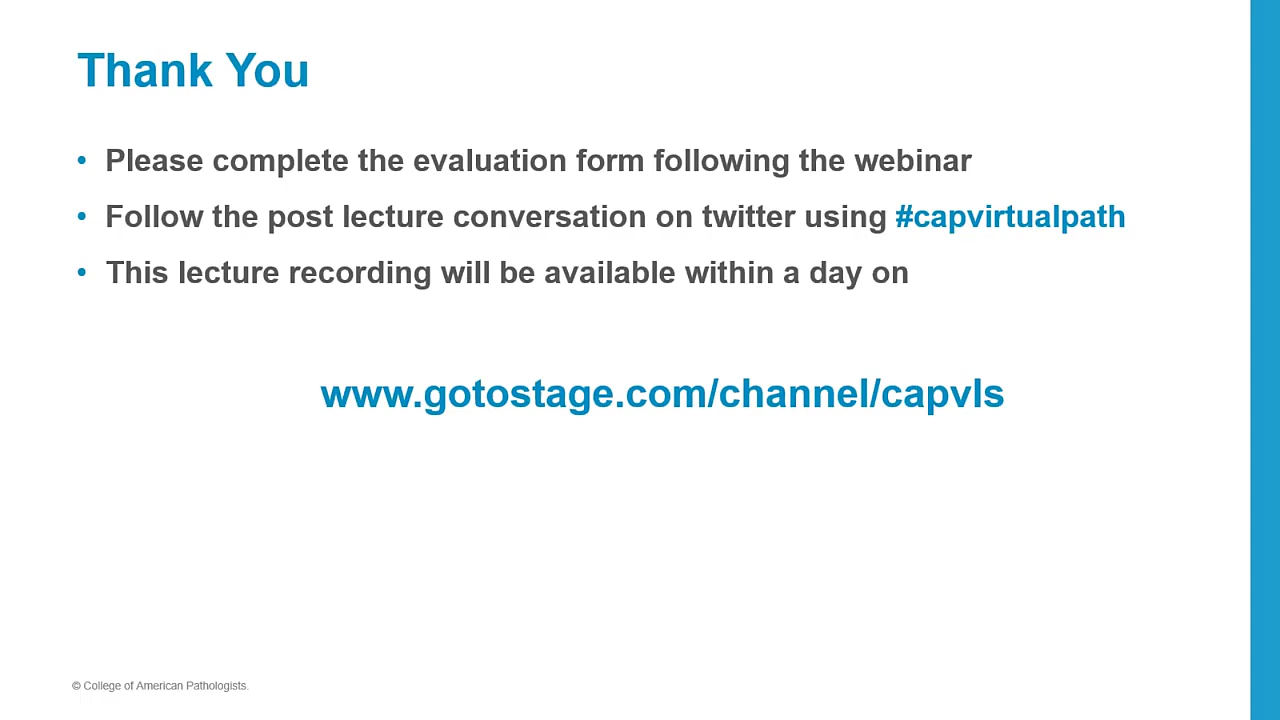 Thank You
• Please complete the evaluation form following the webinar
• Follow the post lecture conversation on twitter using #capvirtualpath
• This lecture recording will be available within a day on
www.gotostage.com/channel/capvls
© College of American Pathologists.